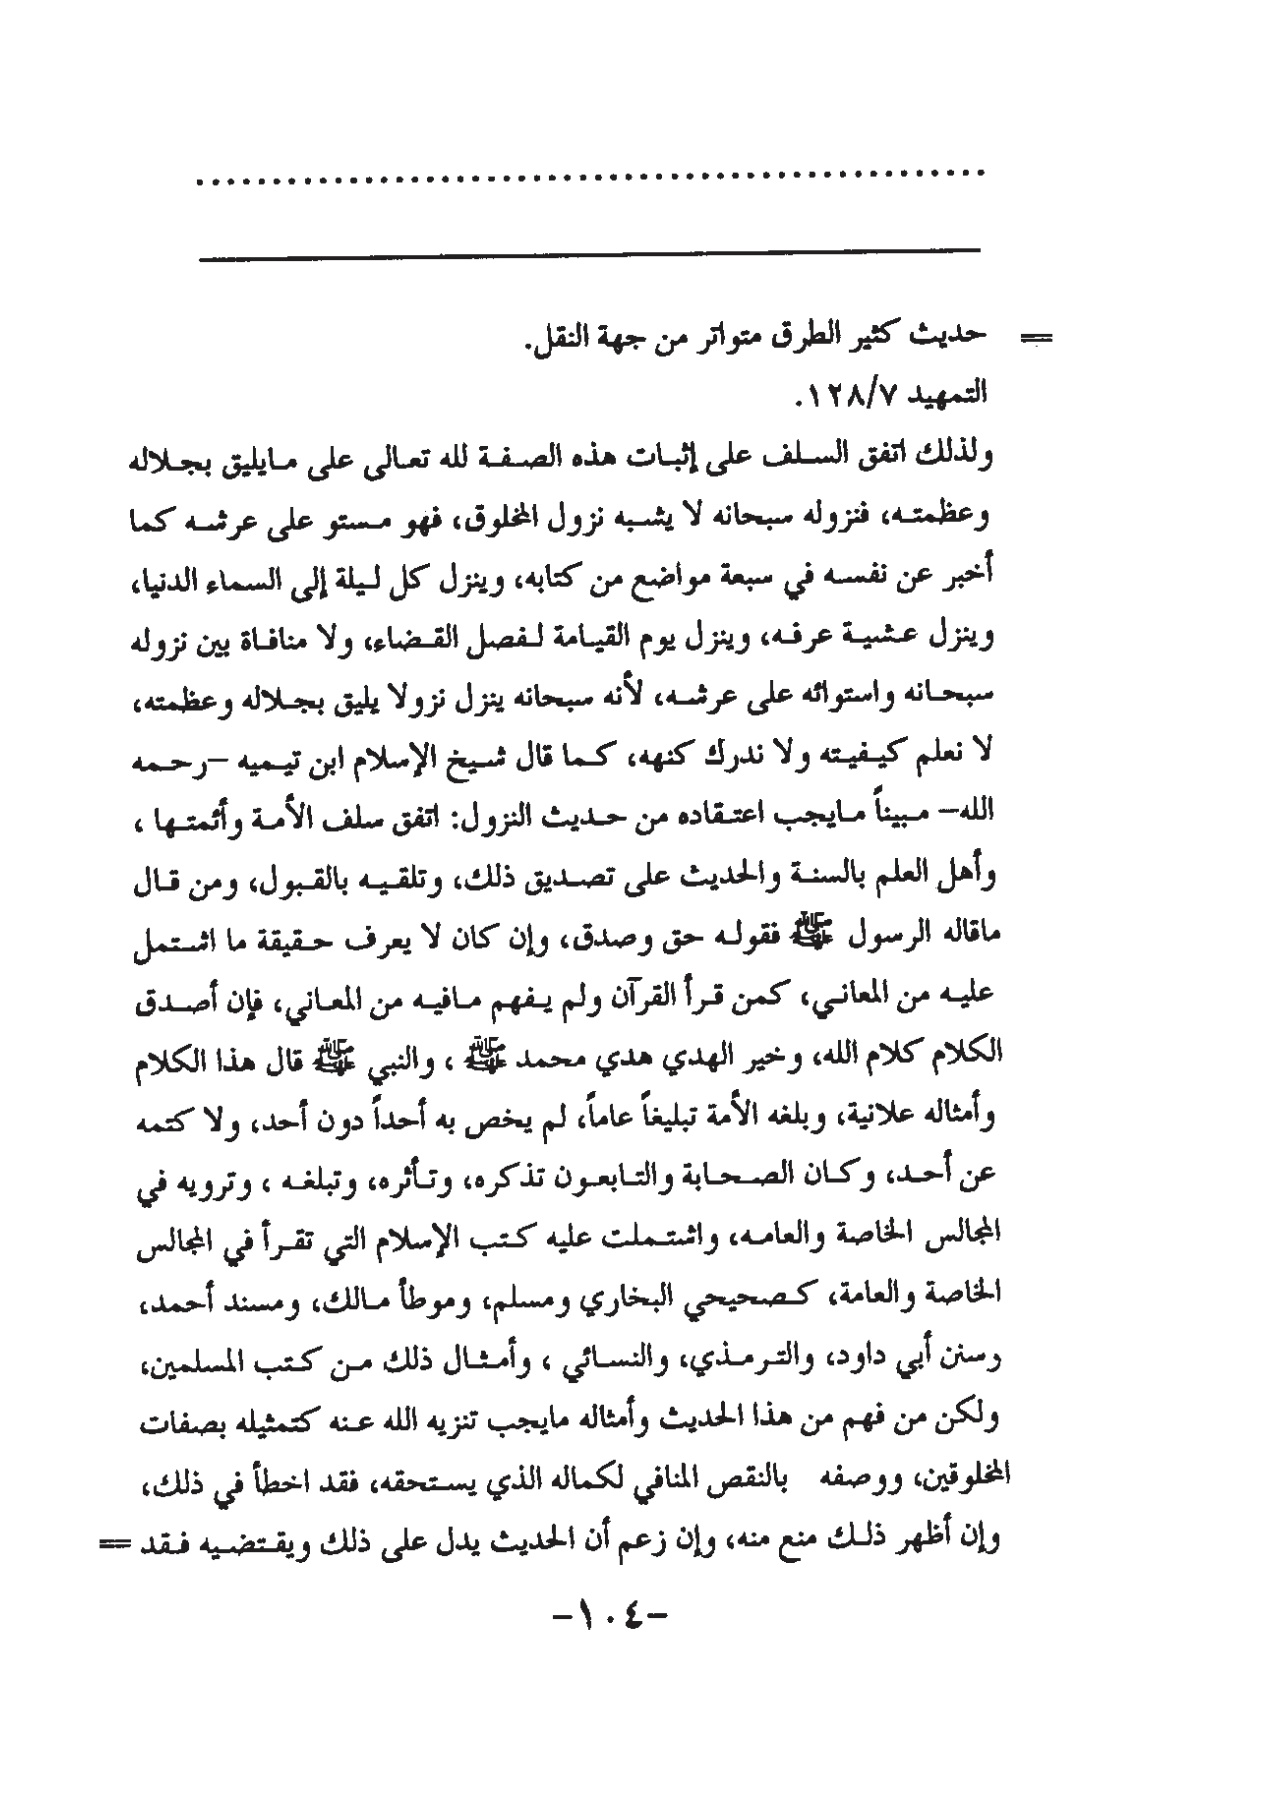 ..................................................
= حديث كثير الطرق متواتر من جهة النقل.
التمهيد ١٢٨/٧.
ولذلك اتفق السلف على إثبات هذه الصفة لله تعالى على مايليق بجلاله
وعظمته، فنزوله سبحانه لا يشبه نزول المخلوق، فهو مستو على عرشه كما
أخبر عن نفسه في سبعة مواضع من كتابه، وينزل كل ليلة إلى السماء الدنيا،
وينزل عشية عرفه، وينزل يوم القيامة لفصل القضاء، ولا منافاة بين نزوله
سبحانه واستوائه على عرشه، لأنه سبحانه ينزل نزولا يليق بجلاله وعظمته،
لا نعلم كيفيته ولا ندرك كنهه، كما قال شيخ الإسلام ابن تيميه –رحمه
الله– مبيناً مايجب اعتقاده من حديث النزول: اتفق سلف الأمة وأئمتها ،
وأهل العلم بالسنة والحديث على تصديق ذلك، وتلقيه بالقبول، ومن قال
ماقاله الرسول ﷺ فقوله حق وصدق، وإن كان لا يعرف حقيقة ما اشتمل
عليه من المعاني، كمن قرأ القرآن ولم يفهم مافيه من المعاني، فإن أصدق
الكلام كلام الله، وخير الهدي هدي محمد ﷺ ، والنبي ﷺ قال هذا الكلام
وأمثاله علانية، وبلغه الأمة تبليغاً عاماً، لم يخص به أحداً دون أحد، ولا كتمه
عن أحد، وكان الصحابة والتابعون تذكره، وتأثره، وتبلغه ، وترويه في
المجالس الخاصة والعامه، واشتملت عليه كتب الإسلام التي تقرأ في المجالس
الخاصة والعامة، كصحيحي البخاري ومسلم، وموطأ مالك، ومسند أحمد،
وسنن أبي داود، والترمذي، والنسائي ، وأمثال ذلك من كتب المسلمين،
ولكن من فهم من هذا الحديث وأمثاله مايجب تنزيه الله عنه كتمثيله بصفات
المخلوقين، ووصفه بالنقص المنافي لكماله الذي يستحقه، فقد اخطأ في ذلك،
وإن أظهر ذلك منع منه، وإن زعم أن الحديث يدل على ذلك ويقتضيه فقد =
-١٠٤-